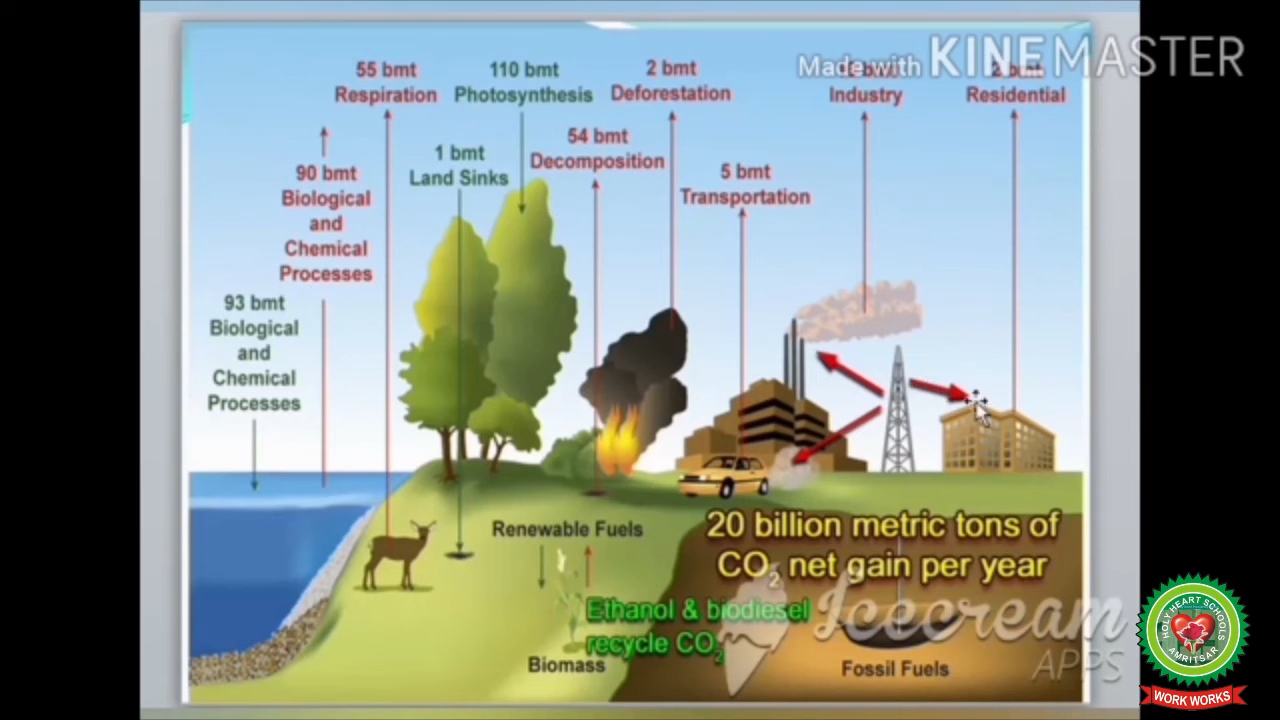 Made with KINEMASTER
55 bmt
Respiration
110 bmt
Photosynthesis
2 bmt
Deforestation
Industry
Residential
54 bmt
Decomposition
1 bmt
Land Sinks
5 bmt
Transportation
90 bmt
Biological
and
Chemical
Processes
93 bmt
Biological
and
Chemical
Processes
Renewable Fuels
20 billion metric tons of
CO2 net gain per year
Ethanol & biodiesel
recycle CO2
Biomass
Fossil Fuels
Icecream
APPS
HOLY HEART SCHOOLS
AMRITSAR
WORK WORKS